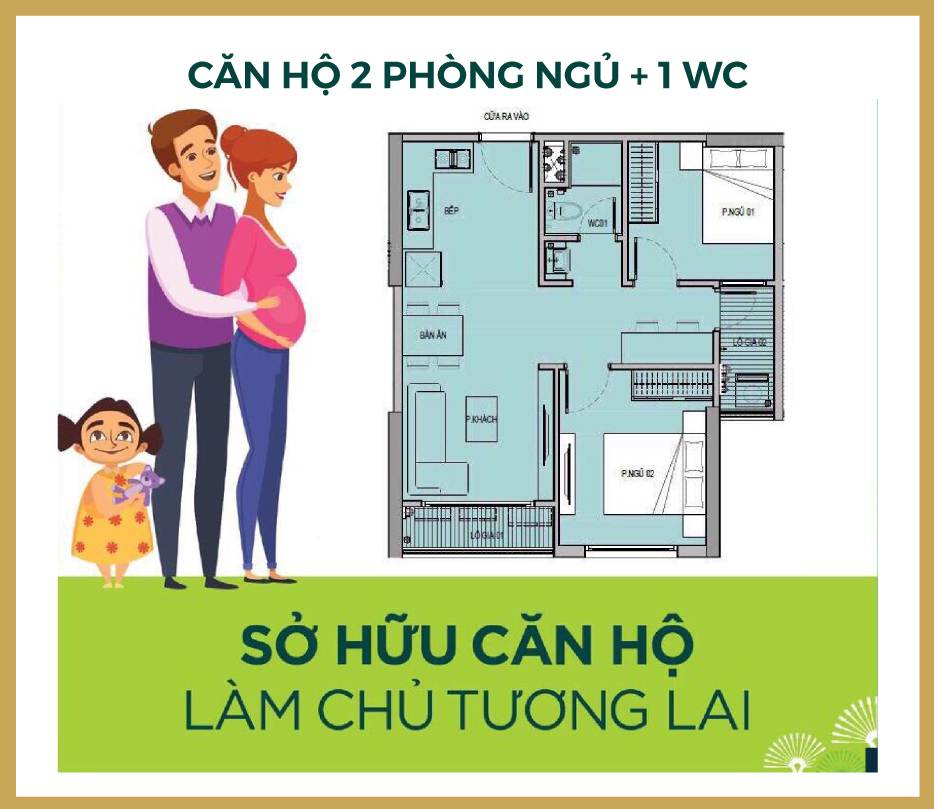 CĂN HỘ 2 PHÒNG NGỦ + 1 WC
CỬA RA VÀO
BẾP
WC01
P.NGỦ 01
BÀN ĂN
LÔ GIA 02
P.KHÁCH
P.NGỦ 02
LÔ GIA 01
SỞ HỮU CĂN HỘ
LÀM CHỦ TƯƠNG LAI